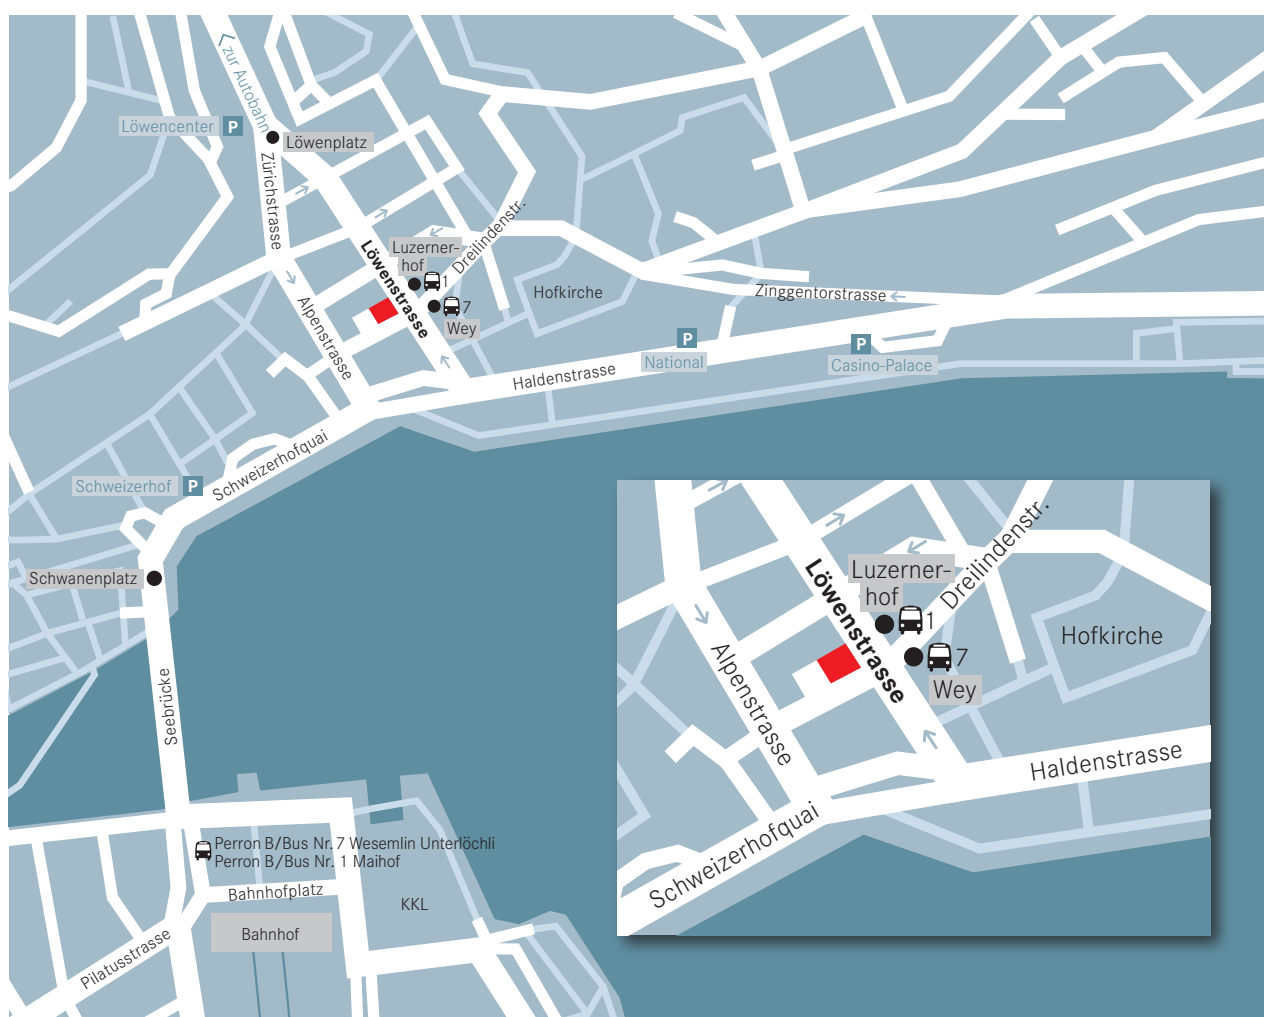 zur Autobahn
Löwencenter P
Löwenplatz
Zürichstrasse
Dreilindenstr.
Luzerner-
hof
1
Löwenstrasse
7
Wey
Hofkirche
Zinggentorstrasse
Alpenstrasse
P
National
P
Casino-Palace
Haldenstrasse
Schweizerhofquai
Schweizerhof P
Schwanenplatz
Seebrücke
Perron B/Bus Nr. 7 Wesemlin Unterlöchli
Perron B/Bus Nr. 1 Maihof
Bahnhofplatz
KKL
Bahnhof
Pilatusstrasse
Dreilindenstr.
Luzerner-
hof
1
Löwenstrasse
7
Wey
Hofkirche
Alpenstrasse
Haldenstrasse
Schweizerhofquai